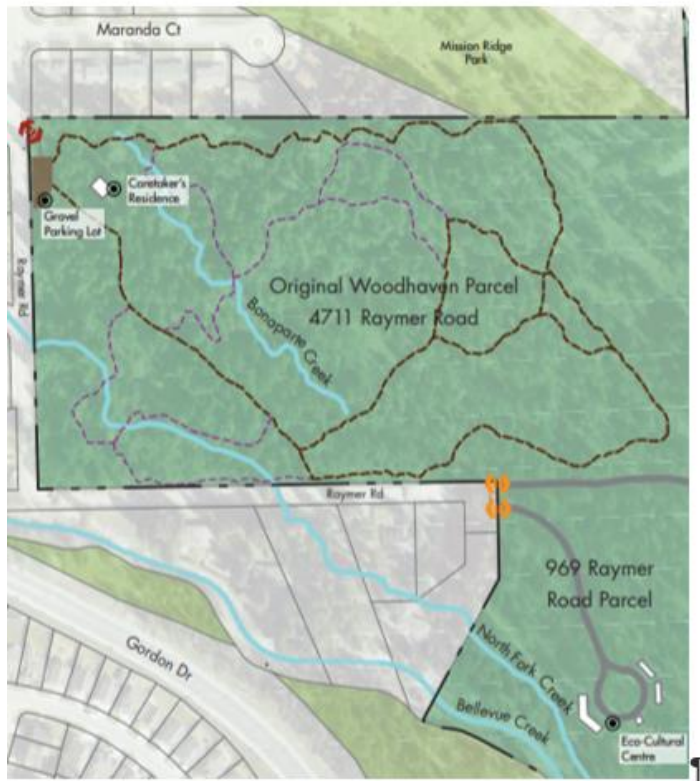 Maranda Ct
Mission Ridge
Park
Caretaker's
Residence
Gravel
Parking Lot
Raymer Rd
Original Woodhaven Parcel
4711 Raymer Road
Bonaparte Creek
Raymer Rd
969 Raymer
Road Parcel
North Fork Creek
Gordon Dr
Bellevue Creek
Eco-Cultural
Centre